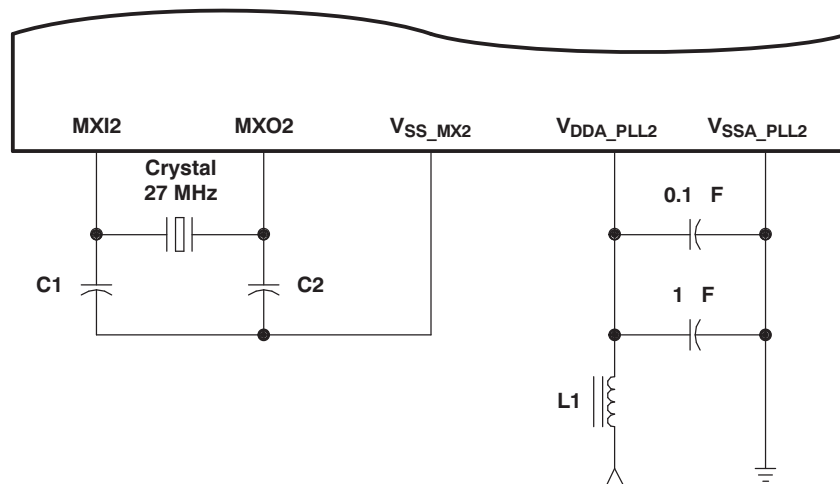 MXI2
MXO2
VSS_MX2
VDDA_PLL2
VSSA_PLL2
Crystal
27 MHz
0.1 F
C1
C2
1 F
L1